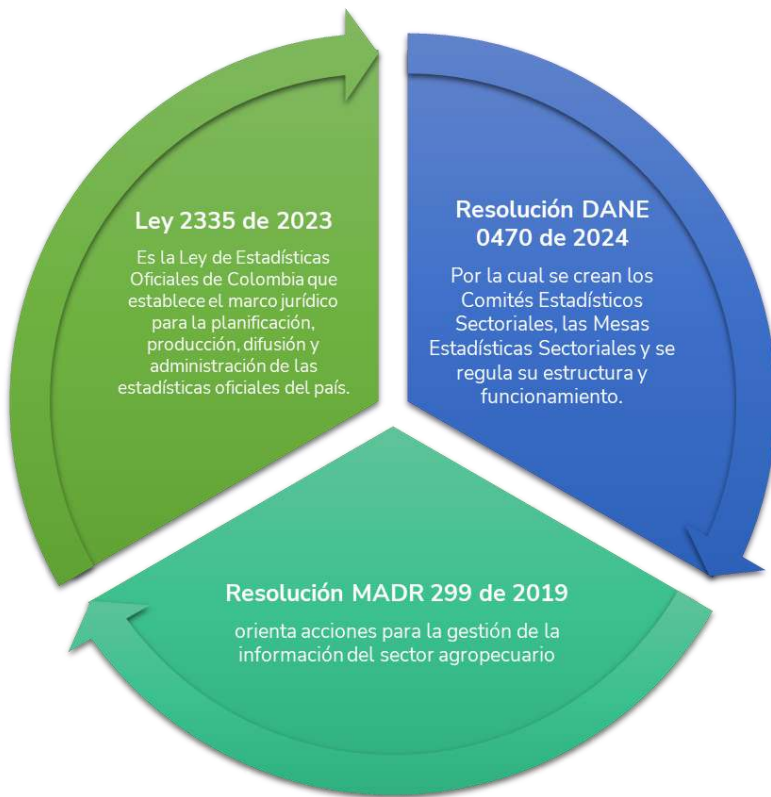 Ley 2335 de 2023
Es la Ley de Estadísticas
Oficiales de Colombia que
establece el marco jurídico
para la planificación,
producción, difusión y
administración de las
estadísticas oficiales del país.
Resolución DANE
0470 de 2024
Por la cual se crean los
Comités Estadísticos
Sectoriales, las Mesas
Estadísticas Sectoriales y se
regula su estructura y
funcionamiento.
Resolución MADR 299 de 2019
orienta acciones para la gestión de la
información del sector agropecuario